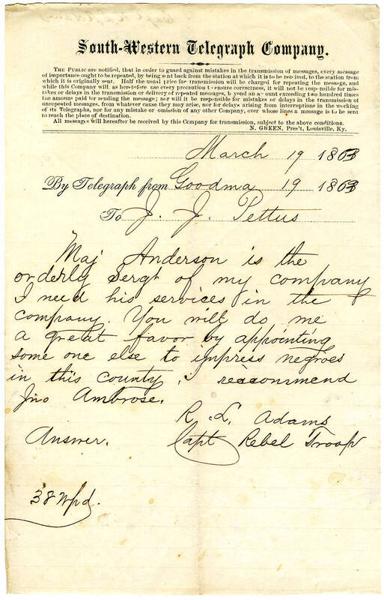 South-Western Telegraph Company.
THE PUBLIC are notified, that in order to guard against mistakes in the transmission of messages, every message
of importance ought to be repeated, by being sent back from the station at which it is to be received, to the station from
which it is originally sent. Half the usual price for transmission will be charged for repeating the message, and
while this Company will as heretofore use every precaution to ensure correctness, it will not be responsible for mis-
takes or delays in the transmission or delivery of repeated messages, beyond an amount exceeding two hundred times
the amount paid for sending the message; nor will it be responsible for mistakes or delays in the transmission of
unrepeated messages, from whatever cause they may arise, nor for delays arising from interruptions in the working
of its Telegraphs, nor for any mistake or omission of any other Company, over whose lines a message is to be sent
to reach the place of destination.
All messages will hereafter be received by this Company for transmission, subject to the above conditions.
N. GREEN, Pres't, Louisville, Ky.
March 19 1863
By Telegraph from Goodma 19 1863
To J. J. Pettus
Maj Anderson is the
orderly Sergt of my company
I need his services in the
company. You will do me
a great favor by appointing
some one else to impress negroes
in this county, I reccommend
Jno Ambrose.
R. L. Adams
Answer. Capt Rebel Troop
38 Wpd.